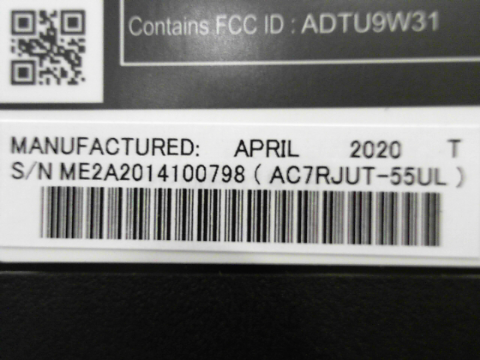 Contains FCC ID : ADTU9W31
MANUFACTURED: APRIL 2020 T
S/N ME2A2014100798 ( AC7RJUT-55UL )